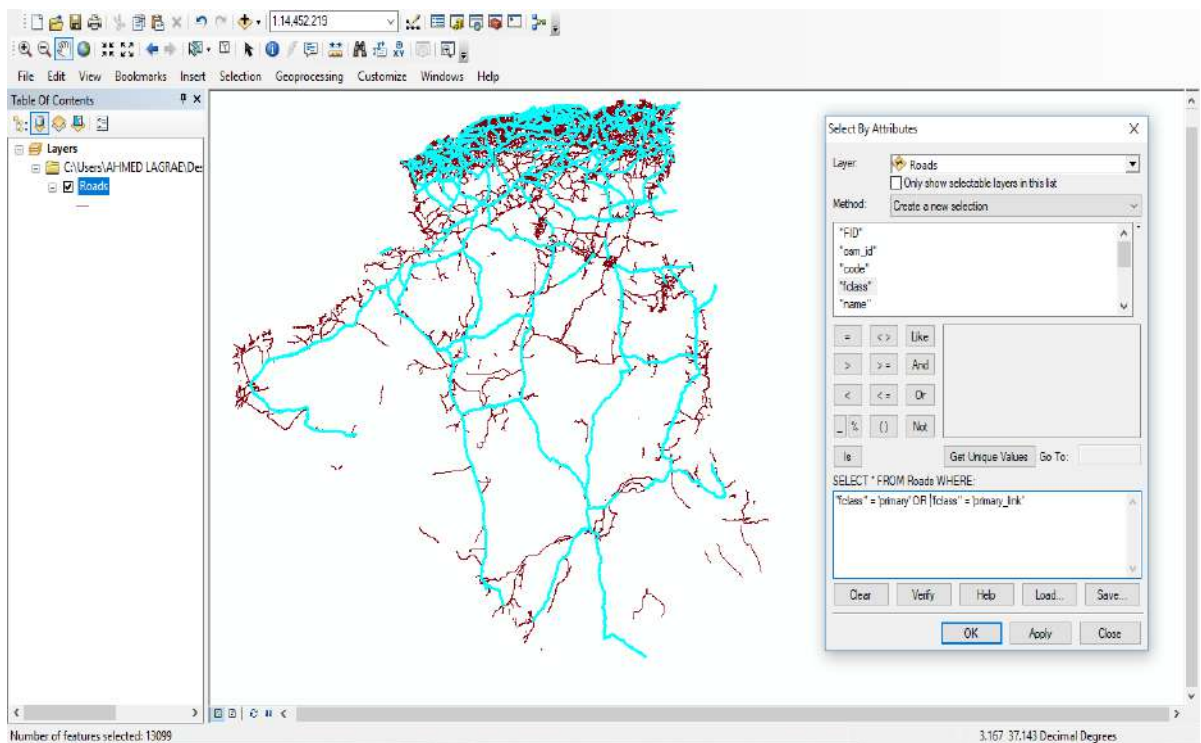 1:14,452,219
File Edit View Bookmarks Insert Selection Geoprocessing Customize Windows Help
Table Of Contents
Layers
C:\Users\AHMED LAGRAE\De:
Roads
Select By Attributes
Layer: Roads
Only show selectable layers in this list
Method: Create a new selection
"FID"
"osm_id"
"code"
"fclass"
"name"
= <> Like
> >= And
< <= Or
_ % () Not
Is Get Unique Values Go To:
SELECT * FROM Roads WHERE:
"fclass" = 'primary' OR "fclass" = 'primary_link'
Clear Verify Help Load... Save...
OK Apply Close
Number of features selected: 13099
3.167 37.143 Decimal Degrees